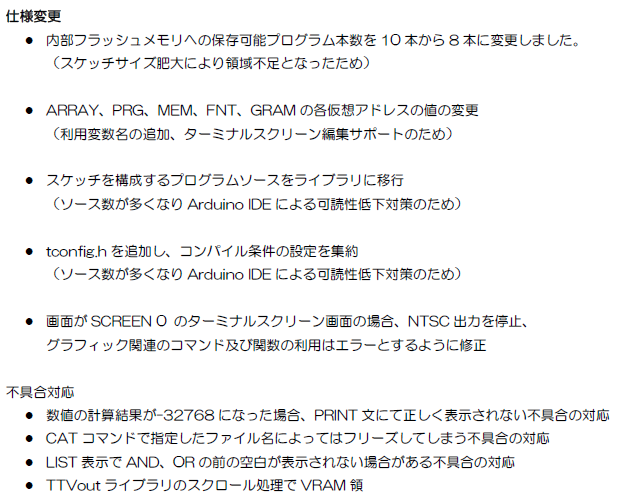 仕様変更
● 内部フラッシュメモリへの保存可能プログラム本数を 10 本から 8 本に変更しました。
（スケッチサイズ肥大により領域不足となったため）
● ARRAY、PRG、MEM、FNT、GRAM の各仮想アドレスの値の変更
（利用変数名の追加、ターミナルスクリーン編集サポートのため）
● スケッチを構成するプログラムソースをライブラリに移行
（ソース数が多くなり Arduino IDE による可読性低下対策のため）
● tconfig.h を追加し、コンパイル条件の設定を集約
（ソース数が多くなり Arduino IDE による可読性低下対策のため）
● 画面が SCREEN 0 のターミナルスクリーン画面の場合、NTSC 出力を停止、
グラフィック関連のコマンド及び関数の利用はエラーとするように修正
不具合対応
● 数値の計算結果が-32768 になった場合、PRINT 文にて正しく表示されない不具合の対応
● CAT コマンドで指定したファイル名によってはフリーズしてしまう不具合の対応
● LIST 表示で AND、OR の前の空白が表示されない場合がある不具合の対応
● TTVout ライブラリのスクロール処理で VRAM 領